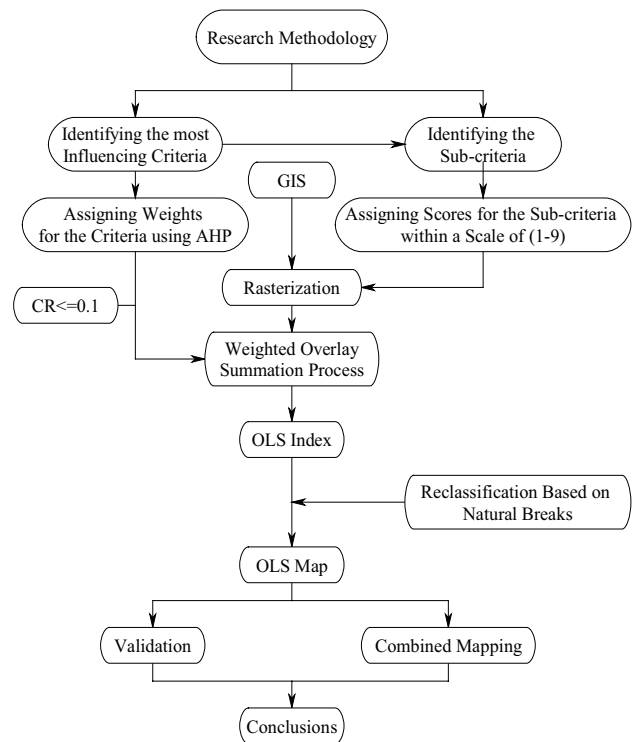 Research Methodology
Identifying the most
Influencing Criteria
Identifying the
Sub-criteria
GIS
Assigning Weights
for the Criteria using AHP
Assigning Scores for the Sub-criteria
within a Scale of (1-9)
Rasterization
CR<=0.1
Weighted Overlay
Summation Process
OLS Index
Reclassification Based on
Natural Breaks
OLS Map
Validation
Combined Mapping
Conclusions